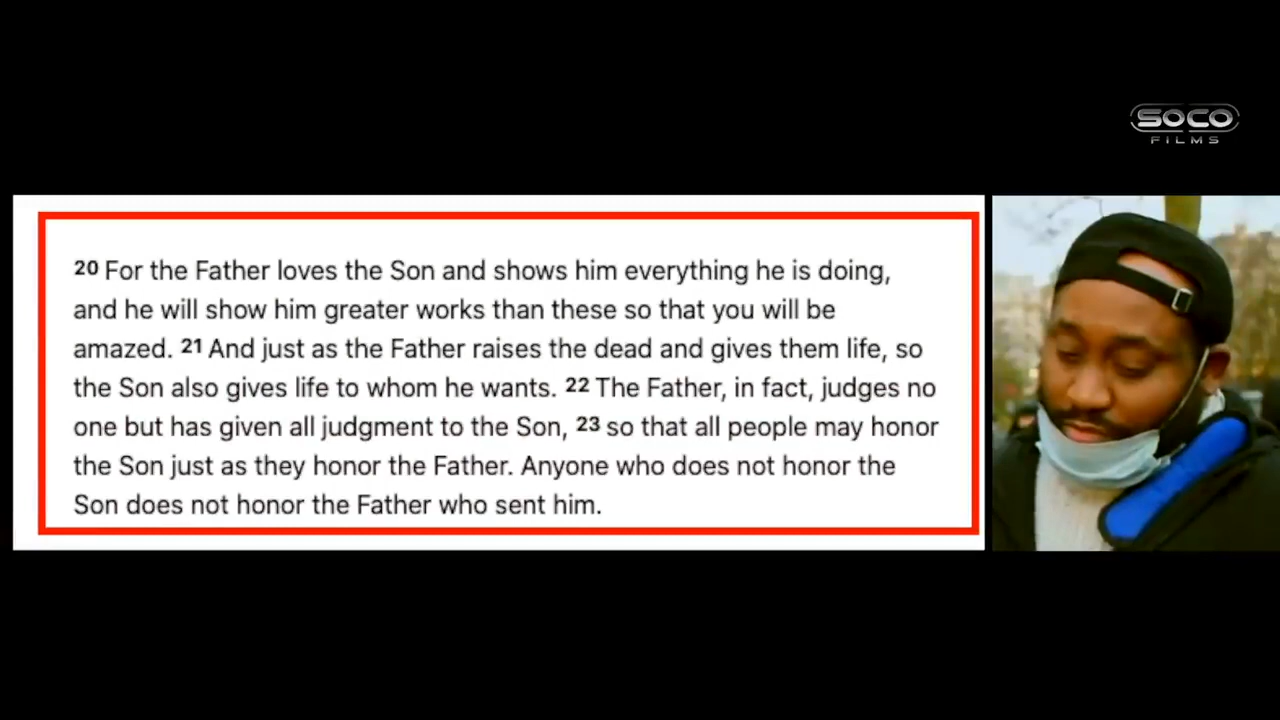 SOCO
FILMS
20 For the Father loves the Son and shows him everything he is doing,
and he will show him greater works than these so that you will be
amazed. 21 And just as the Father raises the dead and gives them life, so
the Son also gives life to whom he wants. 22 The Father, in fact, judges no
one but has given all judgment to the Son, 23 so that all people may honor
the Son just as they honor the Father. Anyone who does not honor the
Son does not honor the Father who sent him.